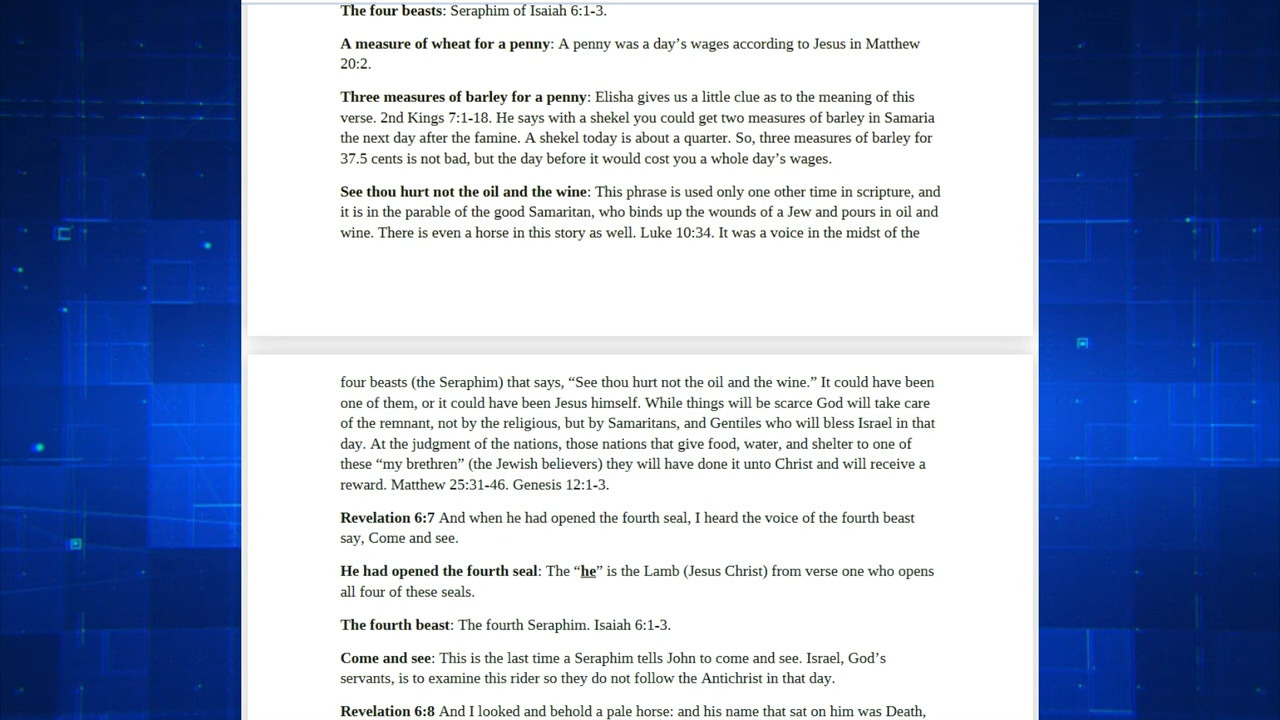 The four beasts: Seraphim of Isaiah 6:1-3.
A measure of wheat for a penny: A penny was a day’s wages according to Jesus in Matthew
20:2.
Three measures of barley for a penny: Elisha gives us a little clue as to the meaning of this
verse. 2nd Kings 7:1-18. He says with a shekel you could get two measures of barley in Samaria
the next day after the famine. A shekel today is about a quarter. So, three measures of barley for
37.5 cents is not bad, but the day before it would cost you a whole day’s wages.
See thou hurt not the oil and the wine: This phrase is used only one other time in scripture, and
it is in the parable of the good Samaritan, who binds up the wounds of a Jew and pours in oil and
wine. There is even a horse in this story as well. Luke 10:34. It was a voice in the midst of the
four beasts (the Seraphim) that says, “See thou hurt not the oil and the wine.” It could have been
one of them, or it could have been Jesus himself. While things will be scarce God will take care
of the remnant, not by the religious, but by Samaritans, and Gentiles who will bless Israel in that
day. At the judgment of the nations, those nations that give food, water, and shelter to one of
these “my brethren” (the Jewish believers) they will have done it unto Christ and will receive a
reward. Matthew 25:31-46. Genesis 12:1-3.
Revelation 6:7 And when he had opened the fourth seal, I heard the voice of the fourth beast
say, Come and see.
He had opened the fourth seal: The “he” is the Lamb (Jesus Christ) from verse one who opens
all four of these seals.
The fourth beast: The fourth Seraphim. Isaiah 6:1-3.
Come and see: This is the last time a Seraphim tells John to come and see. Israel, God’s
servants, is to examine this rider so they do not follow the Antichrist in that day.
Revelation 6:8 And I looked and behold a pale horse: and his name that sat on him was Death,